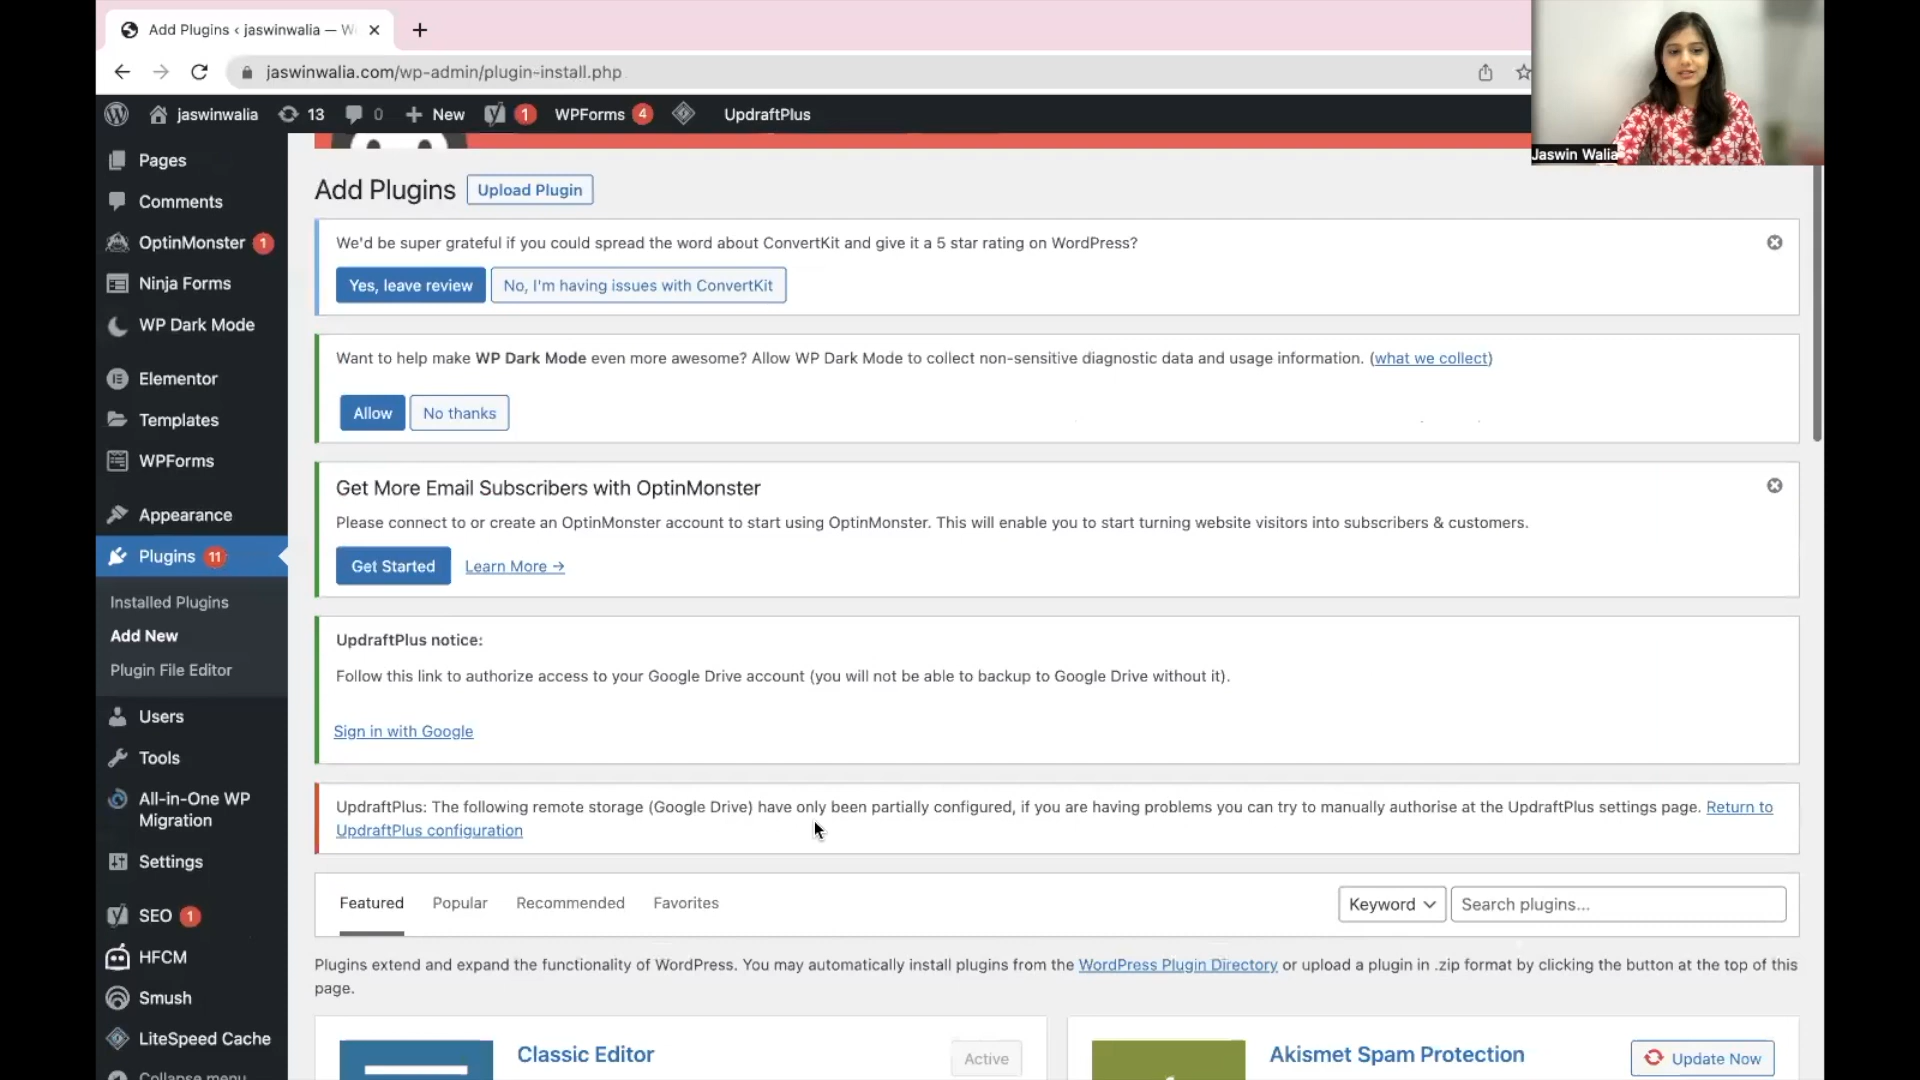 Add Plugins ‹ jaswinwalia — W
jaswinwalia.com/wp-admin/plugin-install.php
jaswinwalia 13 0 New 1 WPForms 4 UpdraftPlus
Jaswin Walia
Pages
Comments
OptinMonster 1
Ninja Forms
WP Dark Mode
Elementor
Templates
WPForms
Appearance
Plugins 11
Installed Plugins
Add New
Plugin File Editor
Users
Tools
All-in-One WP
Migration
Settings
SEO 1
HFCM
Smush
LiteSpeed Cache
Collapse menu
Add Plugins Upload Plugin
We'd be super grateful if you could spread the word about ConvertKit and give it a 5 star rating on WordPress?
Yes, leave review No, I'm having issues with ConvertKit
Want to help make WP Dark Mode even more awesome? Allow WP Dark Mode to collect non-sensitive diagnostic data and usage information. (what we collect)
Allow No thanks
Get More Email Subscribers with OptinMonster
Please connect to or create an OptinMonster account to start using OptinMonster. This will enable you to start turning website visitors into subscribers & customers.
Get Started Learn More →
UpdraftPlus notice:
Follow this link to authorize access to your Google Drive account (you will not be able to backup to Google Drive without it).
Sign in with Google
UpdraftPlus: The following remote storage (Google Drive) have only been partially configured, if you are having problems you can try to manually authorise at the UpdraftPlus settings page. Return to
UpdraftPlus configuration
Featured Popular Recommended Favorites Keyword Search plugins...
Plugins extend and expand the functionality of WordPress. You may automatically install plugins from the WordPress Plugin Directory or upload a plugin in .zip format by clicking the button at the top of this
page.
Classic Editor Active
Akismet Spam Protection Update Now